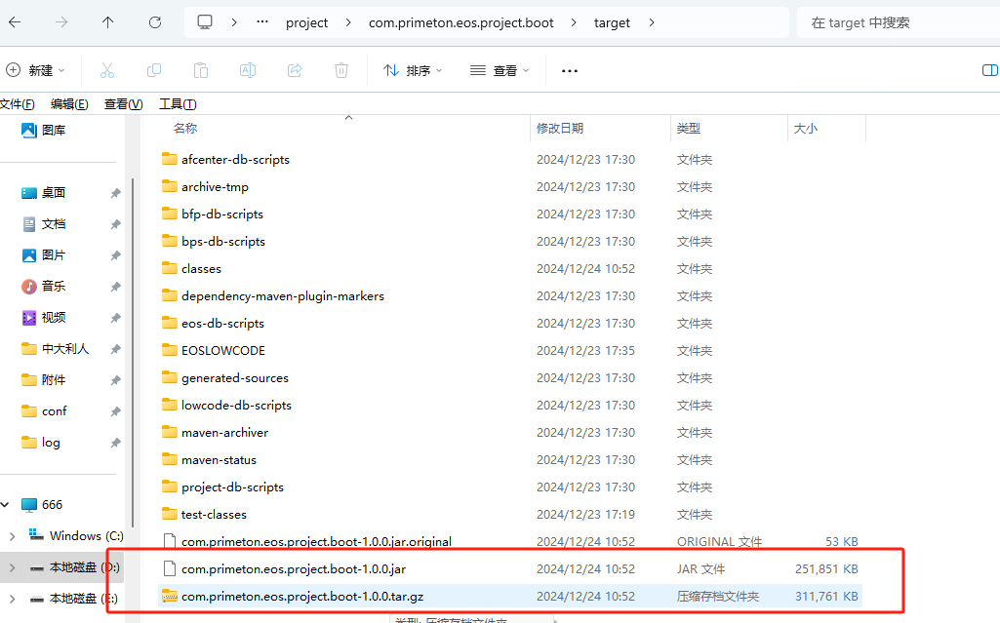 project com.primeton.eos.project.boot target 在 target 中搜索
新建 排序 查看
文件(F) 编辑(E) 查看(V) 工具(T)
名称 修改日期 类型 大小
图库
桌面
文档
图片
音乐
视频
中大利人
附件
conf
log
666
Windows (C:)
本地磁盘 (D:)
本地磁盘 (E:)
afcenter-db-scripts 2024/12/23 17:30 文件夹
archive-tmp 2024/12/23 17:30 文件夹
bfp-db-scripts 2024/12/23 17:30 文件夹
bps-db-scripts 2024/12/23 17:30 文件夹
classes 2024/12/24 10:52 文件夹
dependency-maven-plugin-markers 2024/12/23 17:30 文件夹
eos-db-scripts 2024/12/23 17:30 文件夹
EOSLOWCODE 2024/12/23 17:35 文件夹
generated-sources 2024/12/23 17:30 文件夹
lowcode-db-scripts 2024/12/23 17:30 文件夹
maven-archiver 2024/12/23 17:30 文件夹
maven-status 2024/12/23 17:30 文件夹
project-db-scripts 2024/12/23 17:30 文件夹
test-classes 2024/12/23 17:19 文件夹
com.primeton.eos.project.boot-1.0.0.jar.original 2024/12/24 10:52 ORIGINAL 文件 53 KB
com.primeton.eos.project.boot-1.0.0.jar 2024/12/24 10:52 JAR 文件 251,851 KB
com.primeton.eos.project.boot-1.0.0.tar.gz 2024/12/24 10:52 压缩存档文件夹 311,761 KB
类型: 压缩存档文件夹